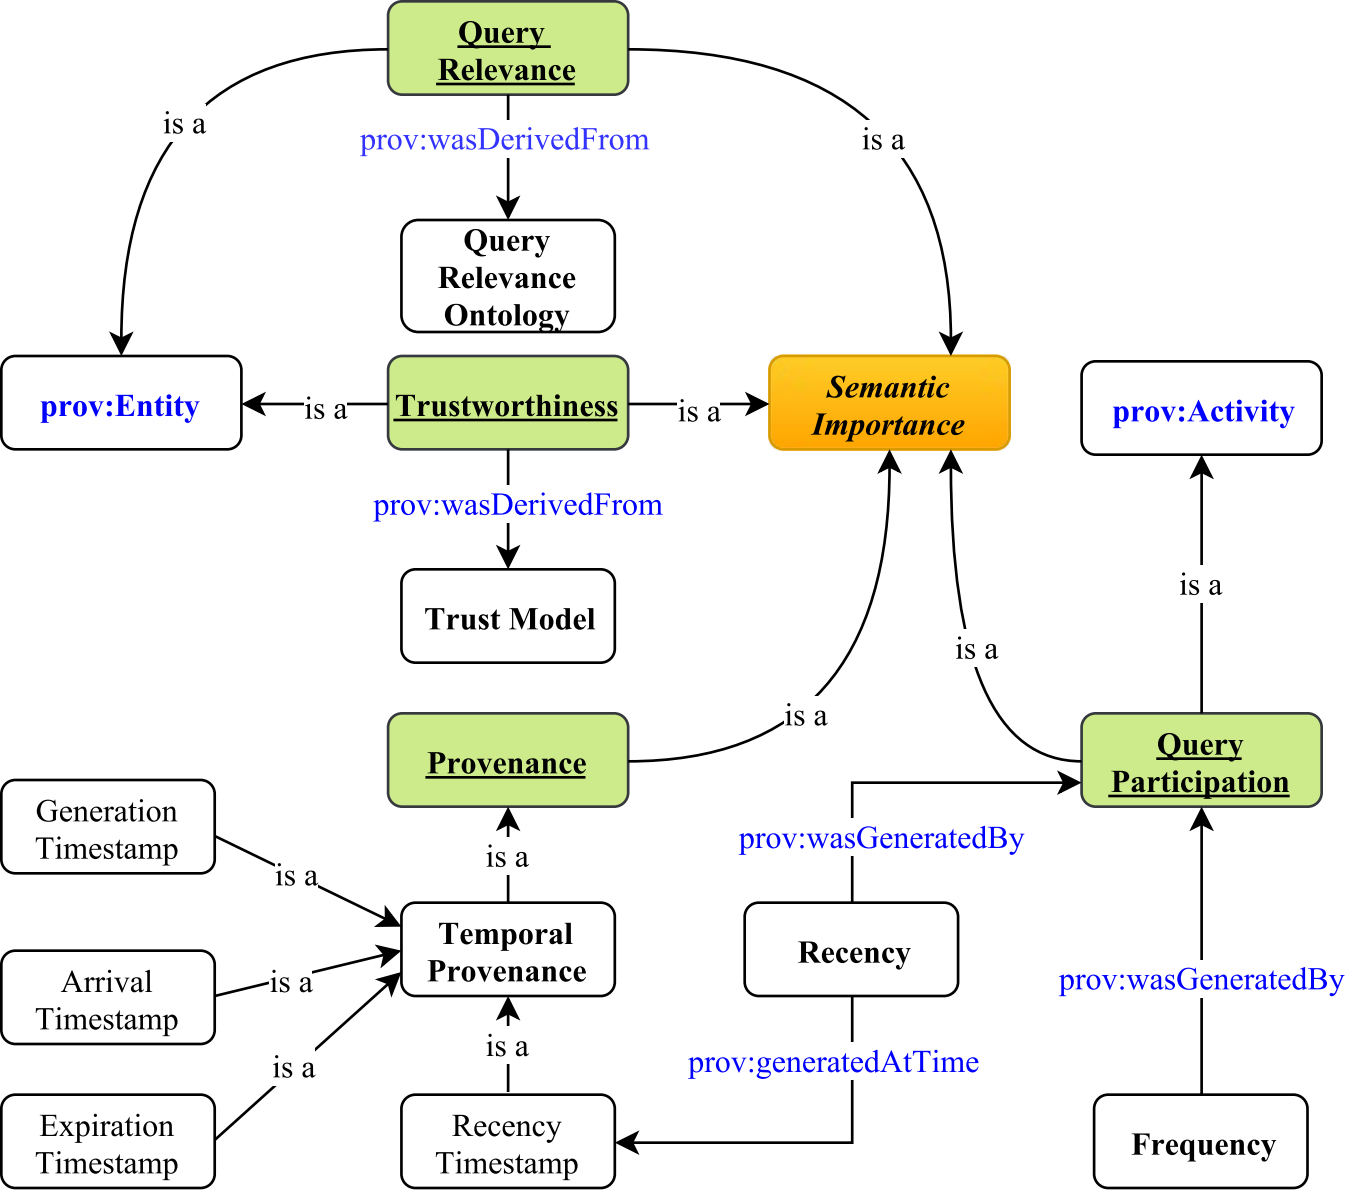 Query
Relevance
is a
is a
prov:wasDerivedFrom
Query
Relevance
Ontology
prov:Entity
is a
Trustworthiness
is a
Semantic
Importance
prov:Activity
prov:wasDerivedFrom
is a
Trust Model
is a
is a
Provenance
Query
Participation
Generation
Timestamp
is a
is a
prov:wasGeneratedBy
Temporal
Provenance
Recency
Arrival
Timestamp
is a
prov:wasGeneratedBy
is a
is a
prov:generatedAtTime
Expiration
Timestamp
Recency
Timestamp
Frequency